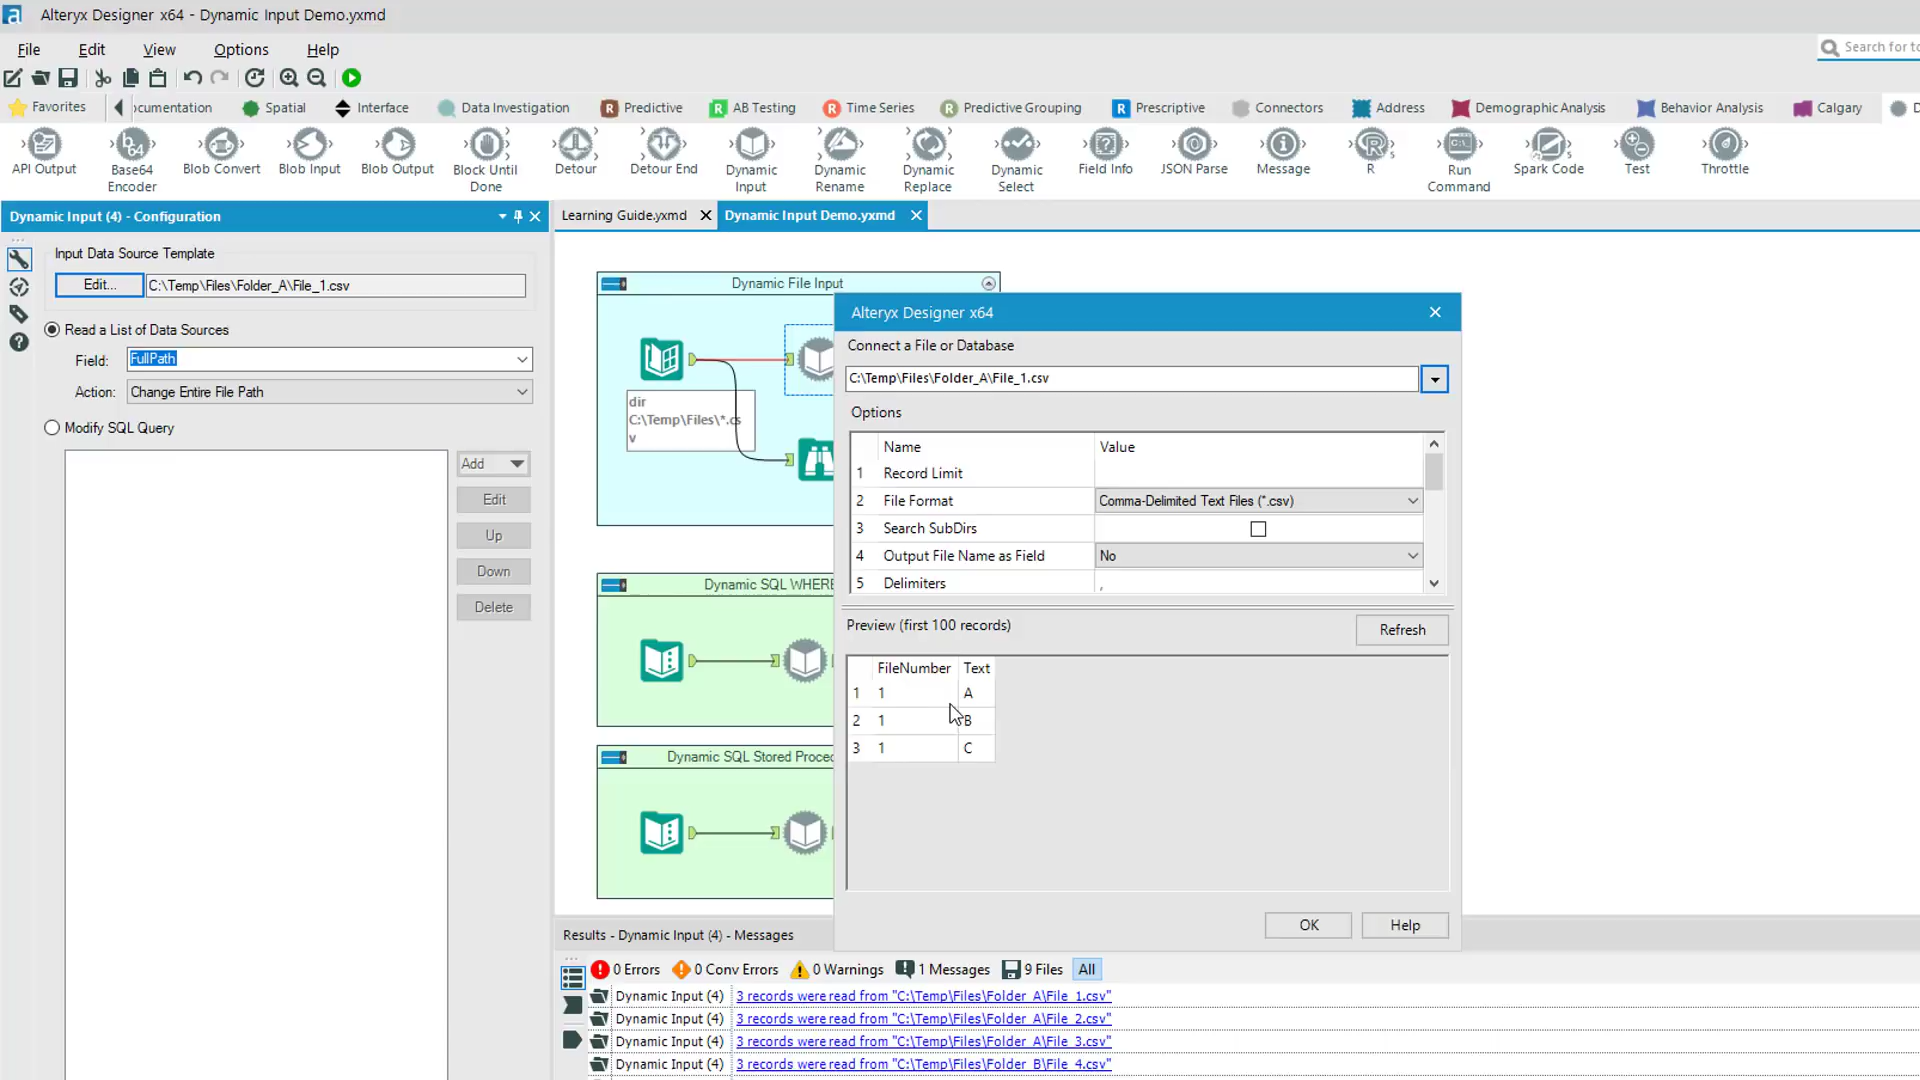 Alteryx Designer x64 - Dynamic Input Demo.yxmd
File Edit View Options Help
Search for to
Favorites cumentation Spatial Interface Data Investigation Predictive AB Testing Time Series Predictive Grouping Prescriptive Connectors Address Demographic Analysis Behavior Analysis Calgary D
API Output
Base64
Encoder
Blob Convert
Blob Input
Blob Output
Block Until
Done
Detour
Detour End
Dynamic
Input
Dynamic
Rename
Dynamic
Replace
Dynamic
Select
Field Info
JSON Parse
Message
R
Run
Command
Spark Code
Test
Throttle
Dynamic Input (4) - Configuration
Input Data Source Template
Edit... C:\Temp\Files\Folder_A\File_1.csv
Read a List of Data Sources
Field: FullPath
Action: Change Entire File Path
Modify SQL Query
Add
Edit
Up
Down
Delete
Learning Guide.yxmd Dynamic Input Demo.yxmd
Dynamic File Input
dir
C:\Temp\Files\*.cs
v
Dynamic SQL WHERE
Dynamic SQL Stored Proced
Alteryx Designer x64
Connect a File or Database
C:\Temp\Files\Folder_A\File_1.csv
Options
Name Value
1 Record Limit
2 File Format Comma-Delimited Text Files (*.csv)
3 Search SubDirs
4 Output File Name as Field No
5 Delimiters ,
Preview (first 100 records)
Refresh
FileNumber Text
1 1 A
2 1 B
3 1 C
OK Help
Results - Dynamic Input (4) - Messages
0 Errors 0 Conv Errors 0 Warnings 1 Messages 9 Files All
Dynamic Input (4) 3 records were read from "C:\Temp\Files\Folder_A\File_1.csv"
Dynamic Input (4) 3 records were read from "C:\Temp\Files\Folder_A\File_2.csv"
Dynamic Input (4) 3 records were read from "C:\Temp\Files\Folder_A\File_3.csv"
Dynamic Input (4) 3 records were read from "C:\Temp\Files\Folder_B\File_4.csv"